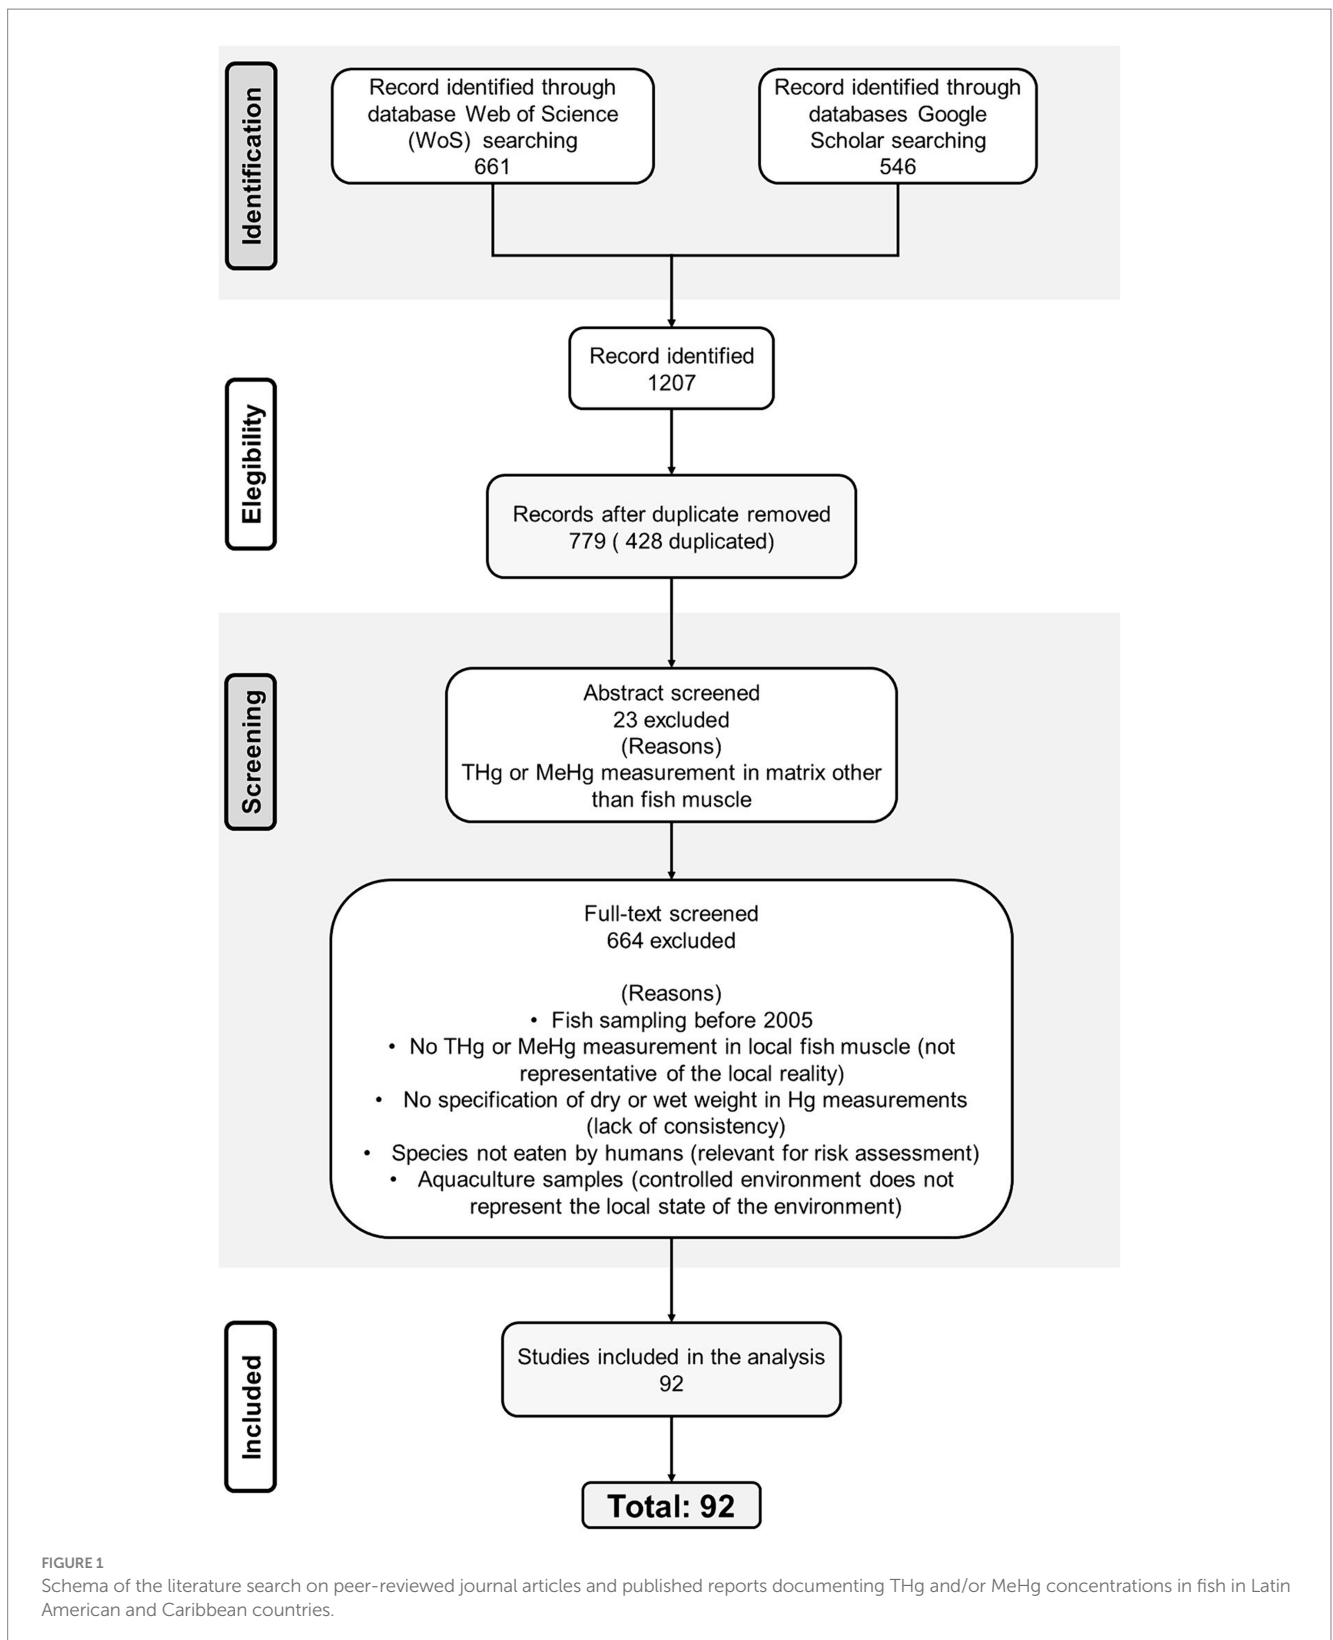 Identification
Record identified through
database Web of Science
(WoS) searching
661
Record identified through
databases Google
Scholar searching
546
Elegibility
Record identified
1207
Records after duplicate removed
779 ( 428 duplicated)
Screening
Abstract screened
23 excluded
(Reasons)
THg or MeHg measurement in matrix other
than fish muscle
Full-text screened
664 excluded
(Reasons)
• Fish sampling before 2005
• No THg or MeHg measurement in local fish muscle (not
representative of the local reality)
• No specification of dry or wet weight in Hg measurements
(lack of consistency)
• Species not eaten by humans (relevant for risk assessment)
• Aquaculture samples (controlled environment does not
represent the local state of the environment)
Included
Studies included in the analysis
92
Total: 92
FIGURE 1
Schema of the literature search on peer-reviewed journal articles and published reports documenting THg and/or MeHg concentrations in fish in Latin
American and Caribbean countries.